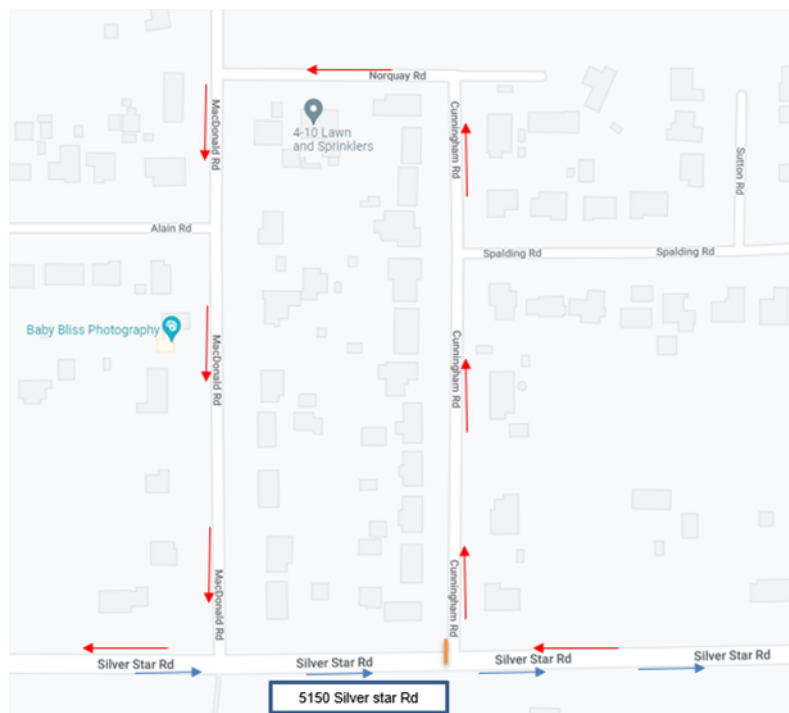 Norquay Rd
MacDonald Rd
4-10 Lawn
and Sprinklers
Cunningham Rd
Sutton Rd
Alain Rd
Spalding Rd
Spalding Rd
Baby Bliss Photography
MacDonald Rd
Cunningham Rd
MacDonald Rd
Cunningham Rd
Silver Star Rd
Silver Star Rd
Silver Star Rd
Silver Star Rd
5150 Silver star Rd